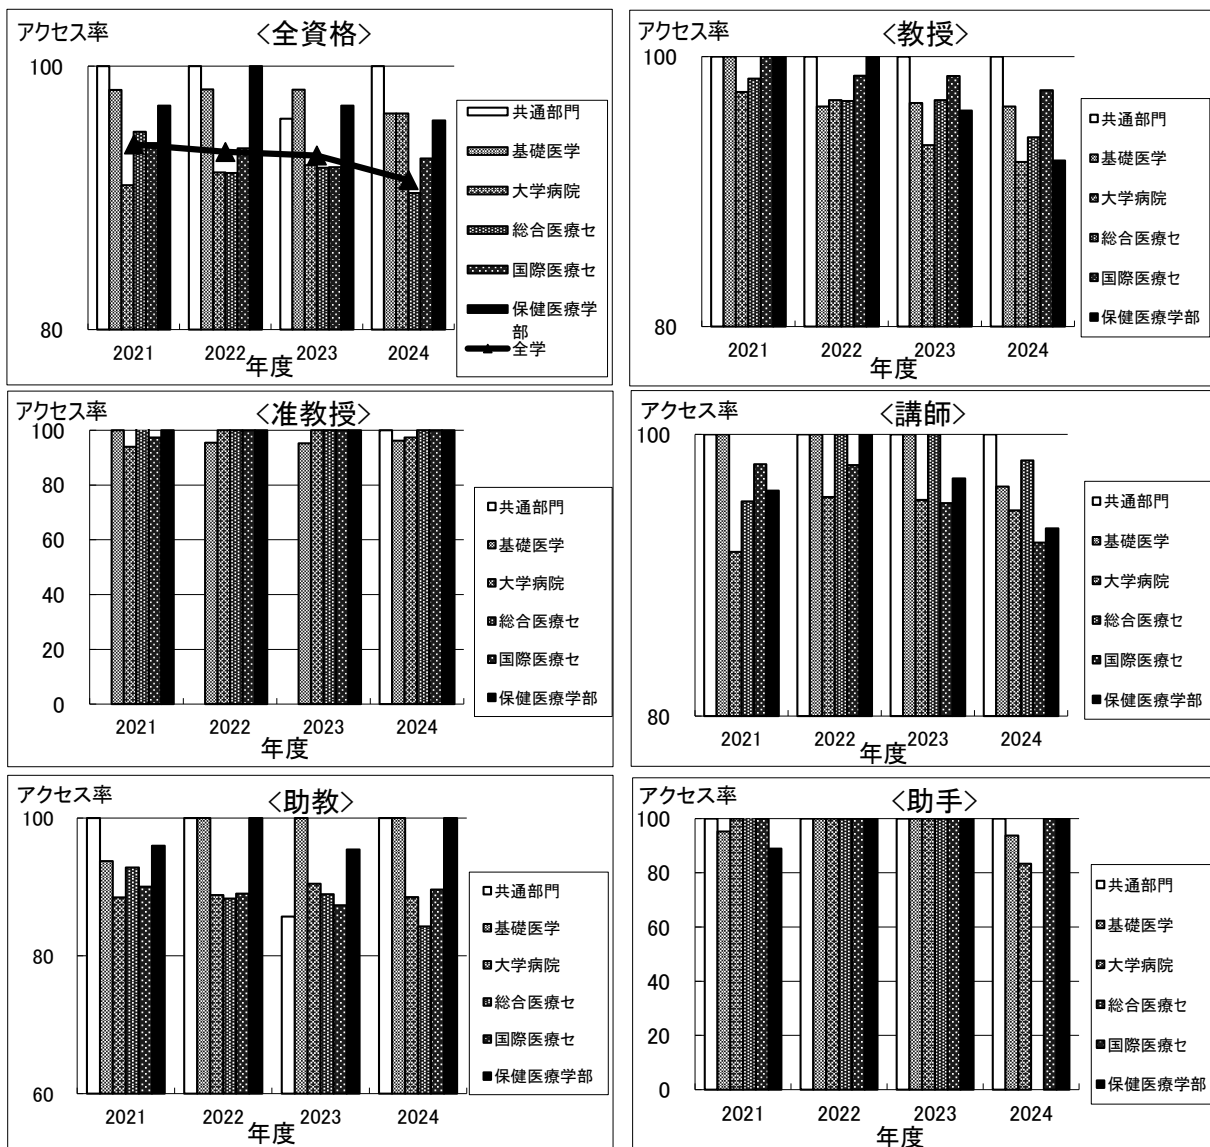 アクセス率
<全資格>
100
80
2021
2022
2023
2024
年度
共通部門
基礎医学
大学病院
総合医療セ
国際医療セ
保健医療学
部
全学
アクセス率
<教授>
100
80
2021
2022
2023
2024
年度
共通部門
基礎医学
大学病院
総合医療セ
国際医療セ
保健医療学部
アクセス率
<准教授>
100
80
60
40
20
0
2021
2022
2023
2024
年度
共通部門
基礎医学
大学病院
総合医療セ
国際医療セ
保健医療学部
アクセス率
<講師>
100
80
2021
2022
2023
2024
年度
共通部門
基礎医学
大学病院
総合医療セ
国際医療セ
保健医療学部
アクセス率
<助教>
100
80
60
2021
2022
2023
2024
年度
共通部門
基礎医学
大学病院
総合医療セ
国際医療セ
保健医療学部
アクセス率
<助手>
100
80
60
40
20
0
2021
2022
2023
2024
年度
共通部門
基礎医学
大学病院
総合医療セ
国際医療セ
保健医療学部